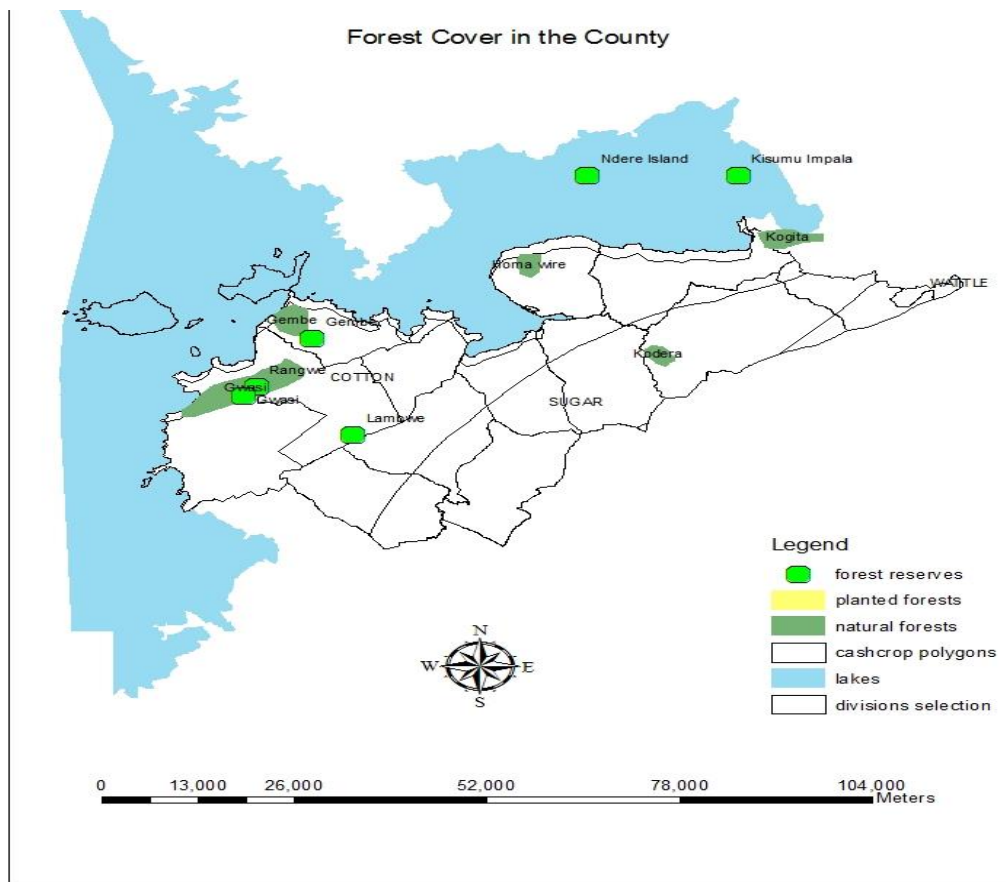 Forest Cover in the County
Ndere Island
Kisumu Impala
Kogita
Homa wire
WATTLE
Gembe
Gembe
Kodera
Rangwe
COTTON
Gwasi
Gwasi
SUGAR
Lambwe
Legend
forest reserves
planted forests
natural forests
cashcrop polygons
lakes
divisions selection
N
W E
S
0 13,000 26,000 52,000 78,000 104,000
Meters